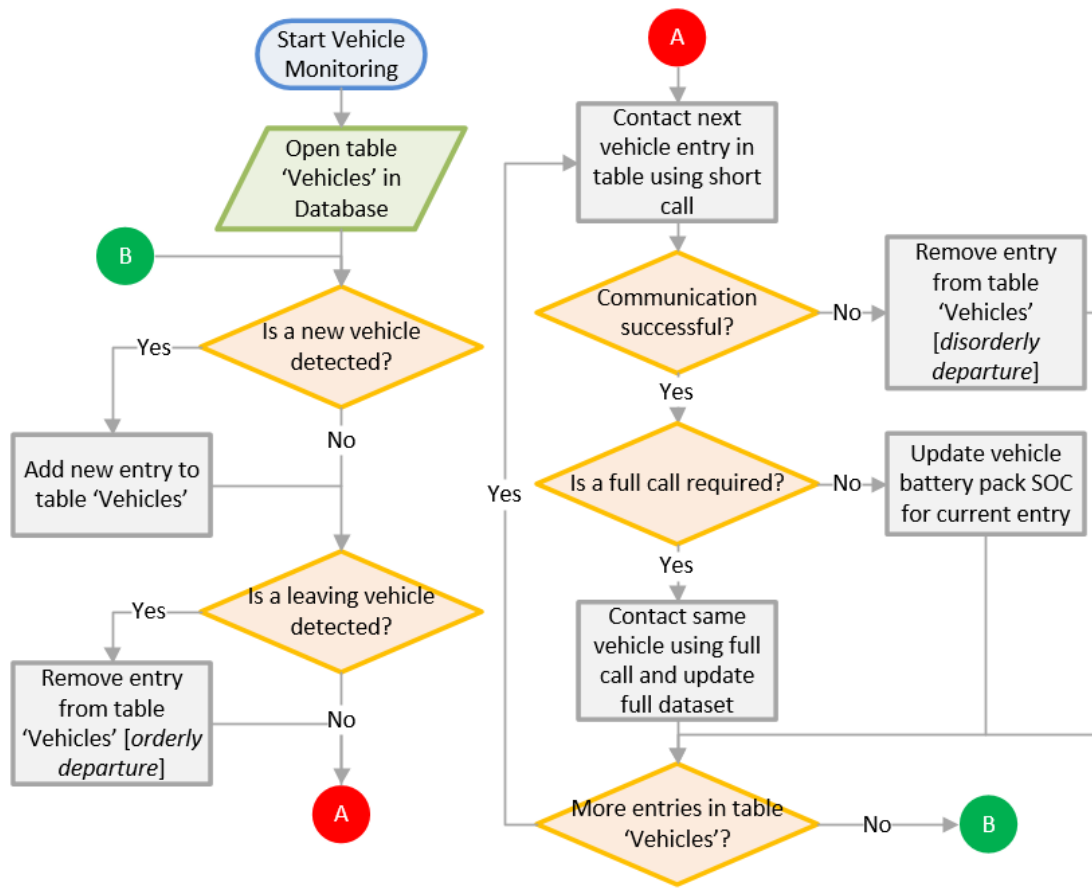 Start Vehicle
Monitoring
Open table
‘Vehicles’ in
Database
B
Is a new vehicle
detected?
Yes
No
Add new entry to
table ‘Vehicles’
Is a leaving vehicle
detected?
Yes
No
Remove entry
from table
‘Vehicles’ [orderly
departure]
A
A
Contact next
vehicle entry in
table using short
call
Communication
successful?
No
Remove entry
from table
‘Vehicles’
[disorderly
departure]
Yes
Is a full call required?
No
Update vehicle
battery pack SOC
for current entry
Yes
Yes
Contact same
vehicle using full
call and update
full dataset
More entries in table
‘Vehicles’?
No
B